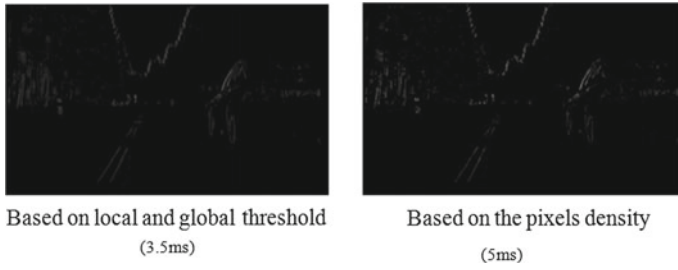 Based on local and global threshold
(3.5ms)
Based on the pixels density
(5ms)